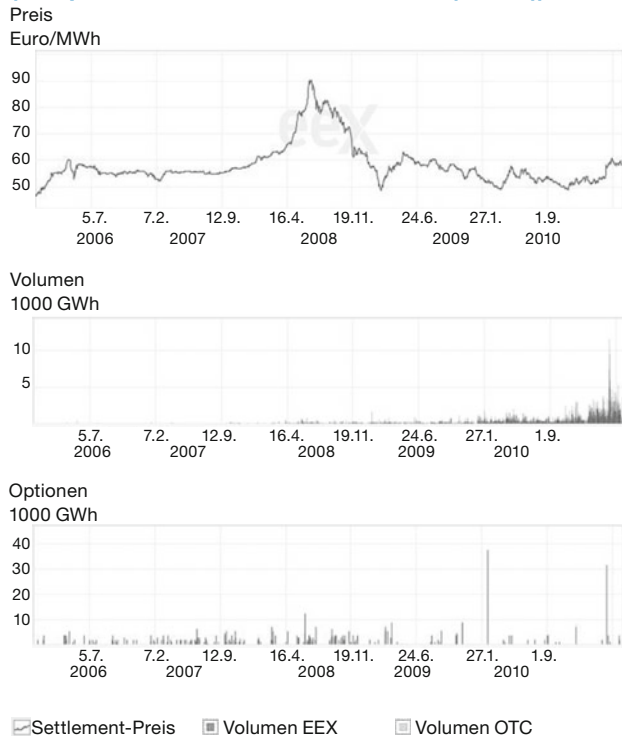 Preis
Euro/MWh
90
80
70
60
50
eex
5.7. 7.2. 12.9. 16.4. 19.11. 24.6. 27.1. 1.9.
2006 2007 2008 2009 2010
Volumen
1000 GWh
10
5
5.7. 7.2. 12.9. 16.4. 19.11. 24.6. 27.1. 1.9.
2006 2007 2008 2009 2010
Optionen
1000 GWh
40
30
20
10
5.7. 7.2. 12.9. 16.4. 19.11. 24.6. 27.1. 1.9.
2006 2007 2008 2009 2010
Settlement-Preis Volumen EEX Volumen OTC